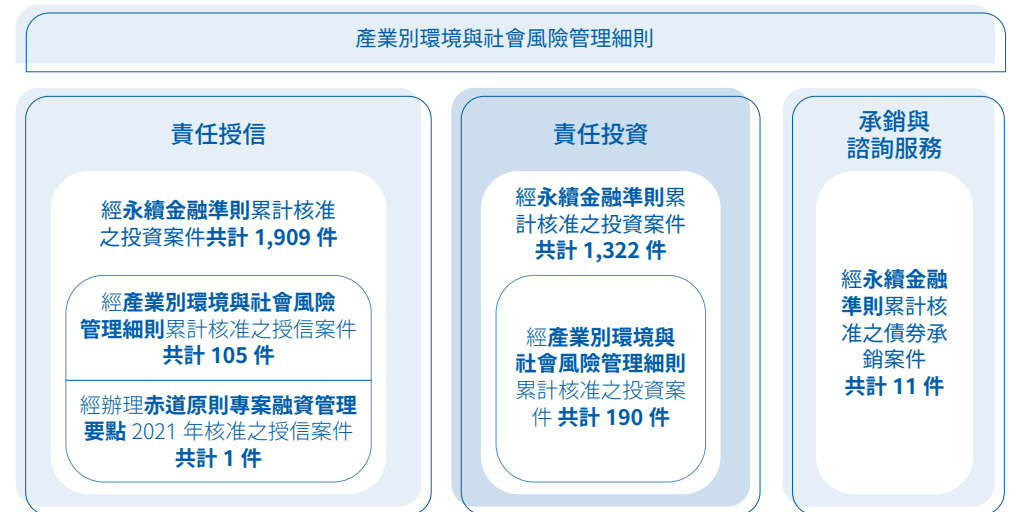 產業別環境與社會風險管理細則
責任授信
經永續金融準則累計核准
之投資案件共計 1,909 件
經產業別環境與社會風險
管理細則累計核准之授信案件
共計 105 件
經辦理赤道原則專案融資管理
要點 2021 年核准之授信案件
共計 1 件
責任投資
經永續金融準則累
計核准之投資案件
共計 1,322 件
經產業別環境與
社會風險管理細則
累計核准之投資案
件 共計 190 件
承銷與
諮詢服務
經永續金融
準則累計核
准之債券承
銷案件
共計 11 件